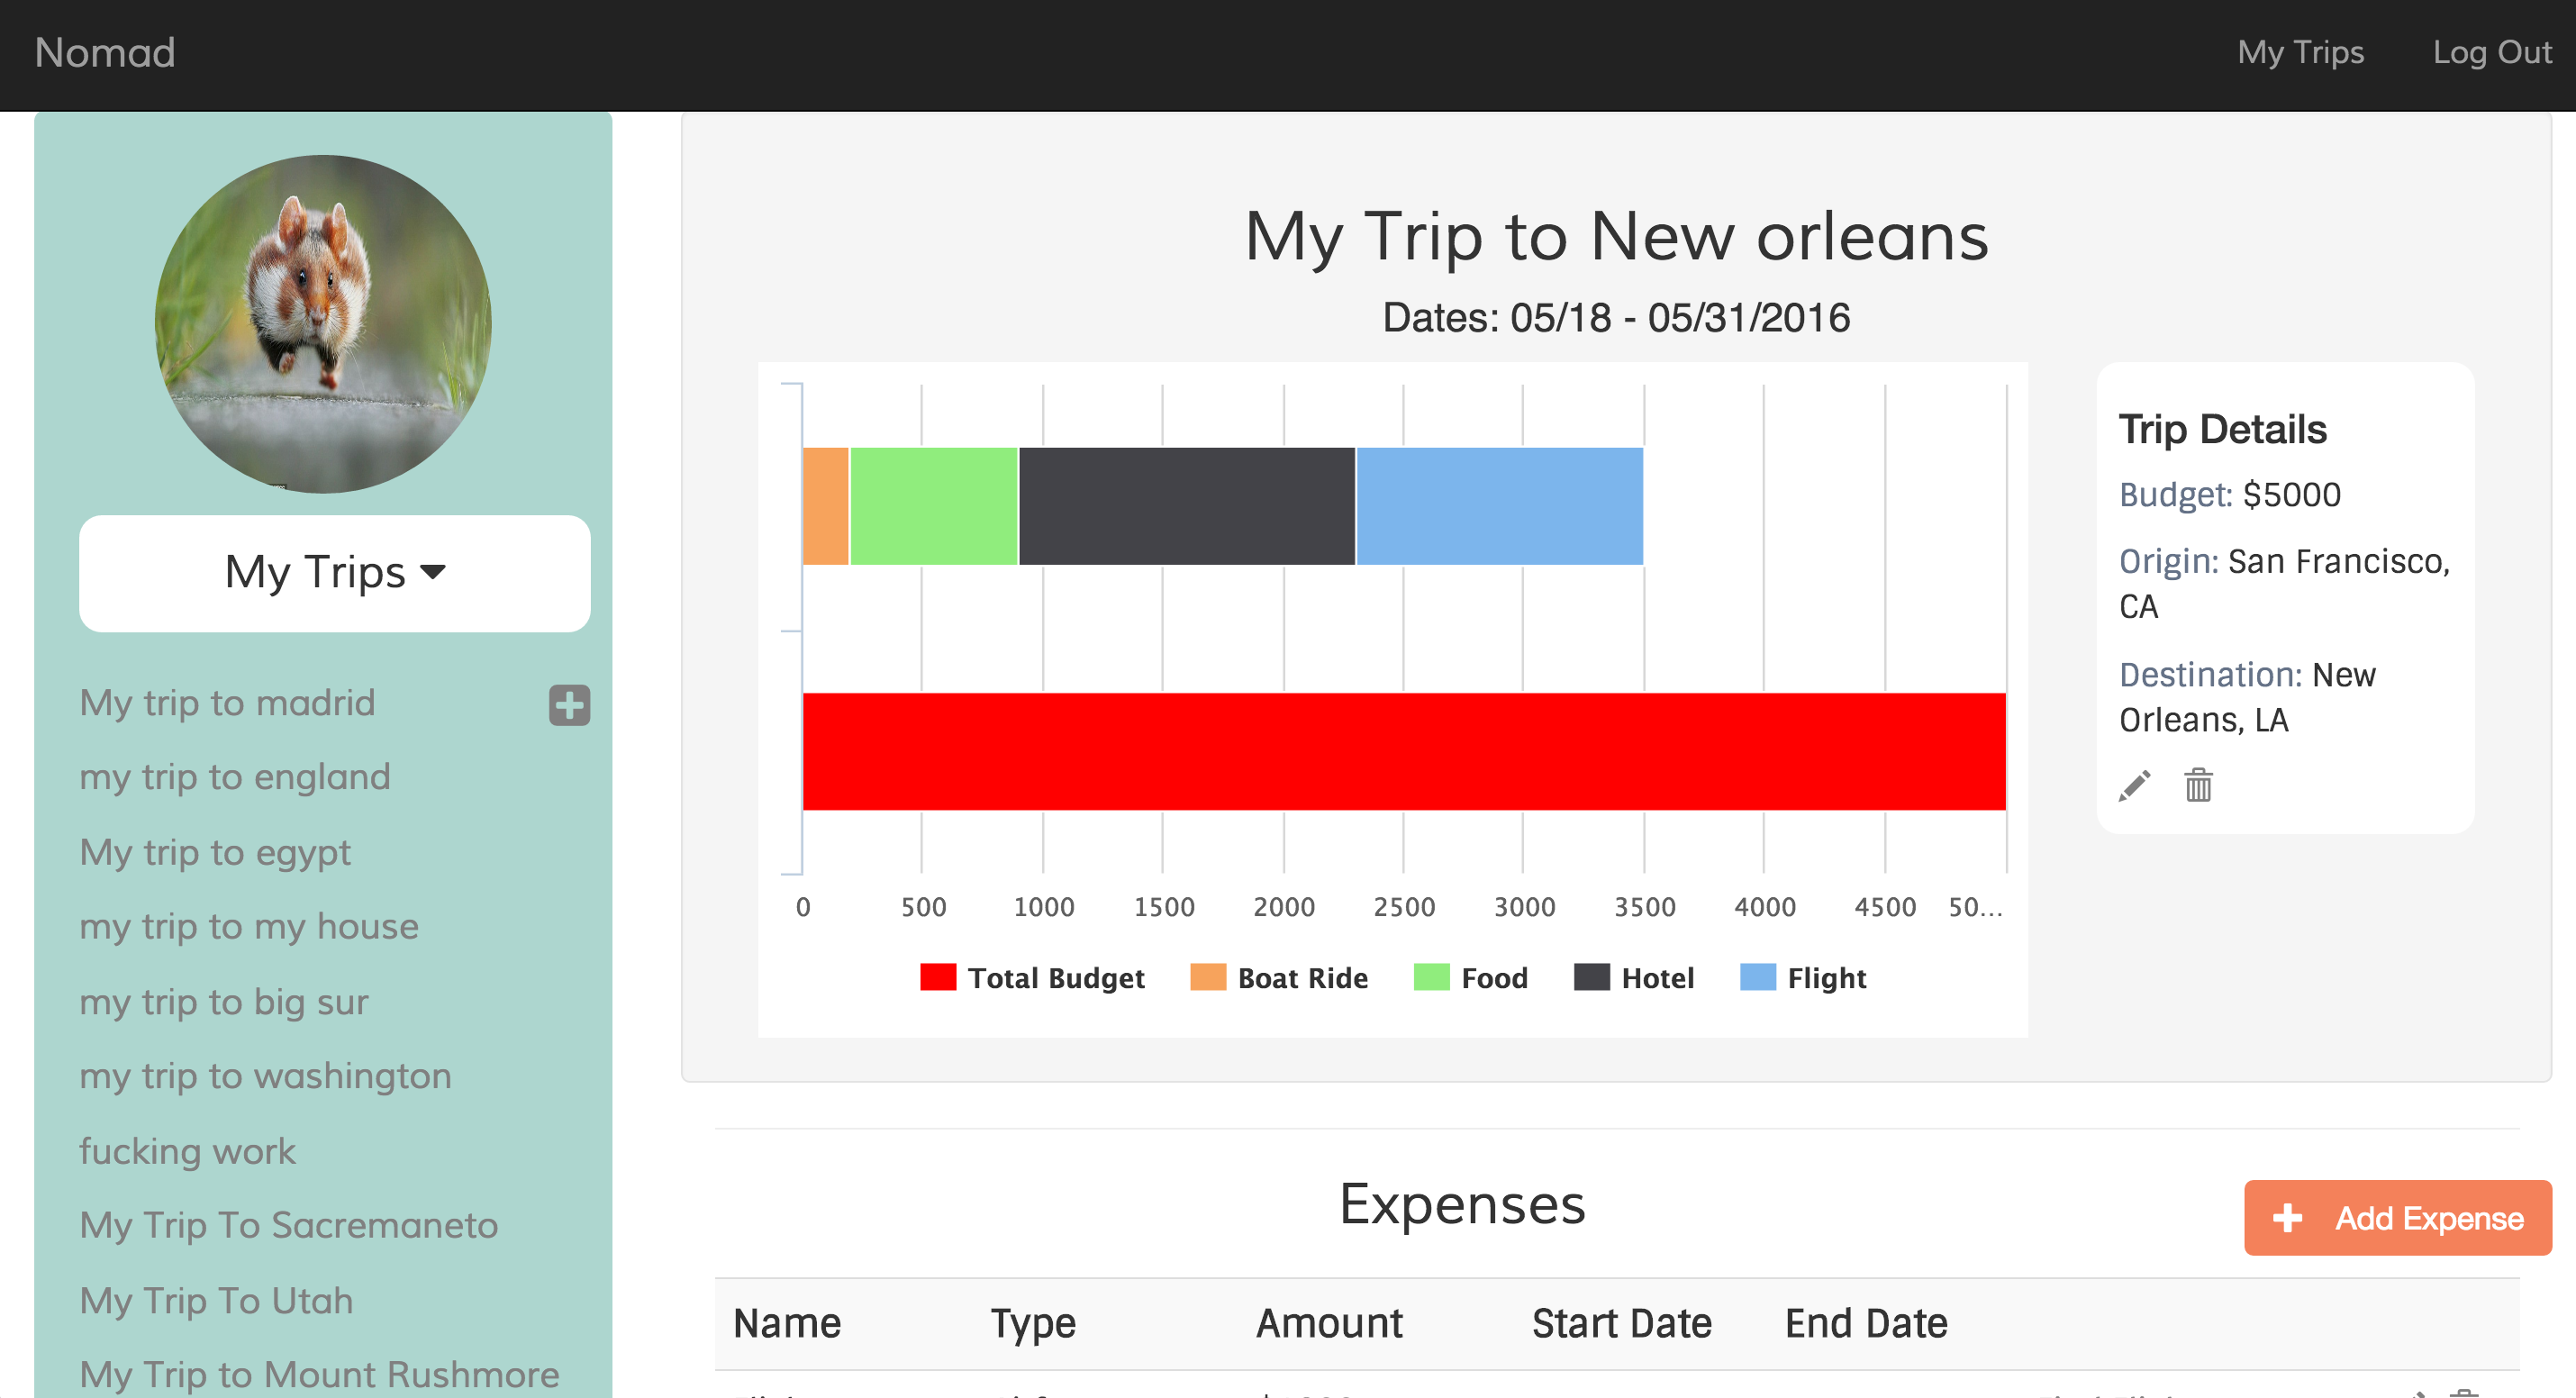 Nomad
My Trips
Log Out
My Trips
My trip to madrid
my trip to england
My trip to egypt
my trip to my house
my trip to big sur
my trip to washington
fucking work
My Trip To Sacremaneto
My Trip To Utah
My Trip to Mount Rushmore
My Trip to New orleans
Dates: 05/18 - 05/31/2016
0 500 1000 1500 2000 2500 3000 3500 4000 4500 50...
Total Budget Boat Ride Food Hotel Flight
Trip Details
Budget: $5000
Origin: San Francisco,
CA
Destination: New
Orleans, LA
Expenses
Add Expense
Name Type Amount Start Date End Date